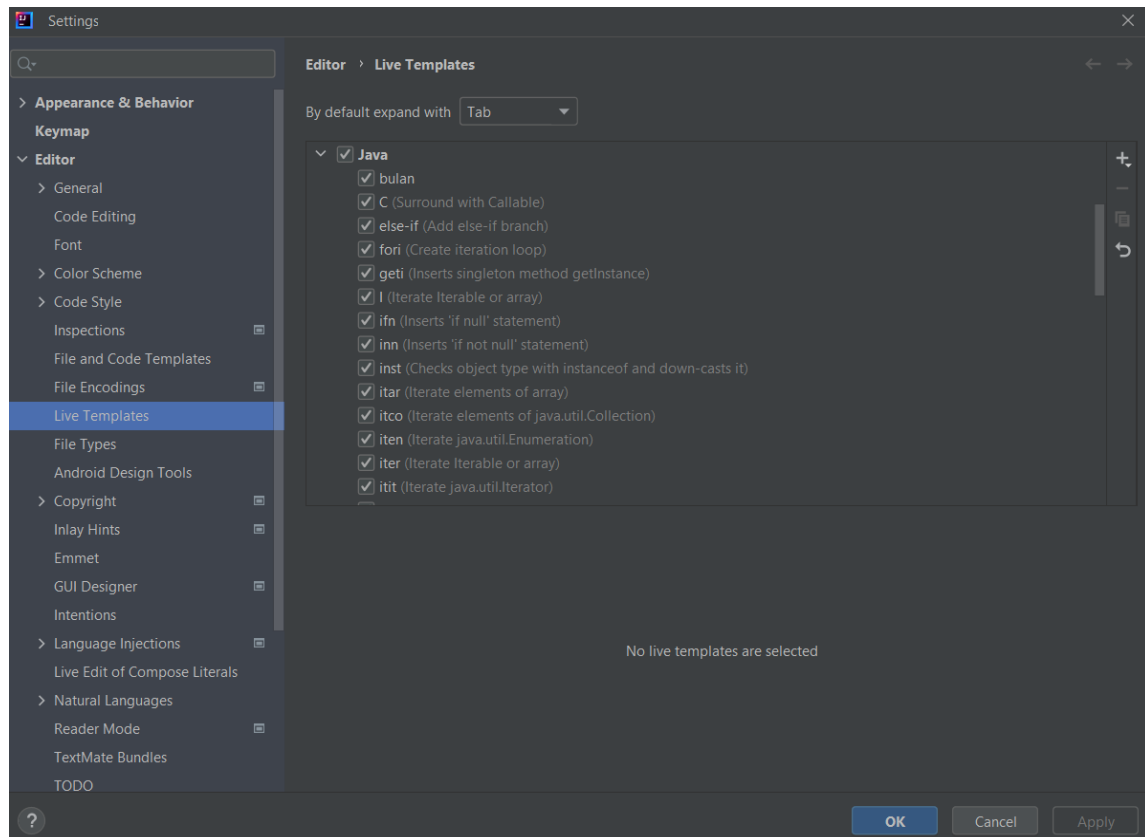 Settings
Appearance & Behavior
Keymap
Editor
General
Code Editing
Font
Color Scheme
Code Style
Inspections
File and Code Templates
File Encodings
Live Templates
File Types
Android Design Tools
Copyright
Inlay Hints
Emmet
GUI Designer
Intentions
Language Injections
Live Edit of Compose Literals
Natural Languages
Reader Mode
TextMate Bundles
TODO
Editor › Live Templates
By default expand with Tab
Java
bulan
C (Surround with Callable)
else-if (Add else-if branch)
fori (Create iteration loop)
geti (Inserts singleton method getInstance)
I (Iterate Iterable or array)
ifn (Inserts 'if null' statement)
inn (Inserts 'if not null' statement)
inst (Checks object type with instanceof and down-casts it)
itar (Iterate elements of array)
itco (Iterate elements of java.util.Collection)
iten (Iterate java.util.Enumeration)
iter (Iterate Iterable or array)
itit (Iterate java.util.Iterator)
No live templates are selected
? OK Cancel Apply